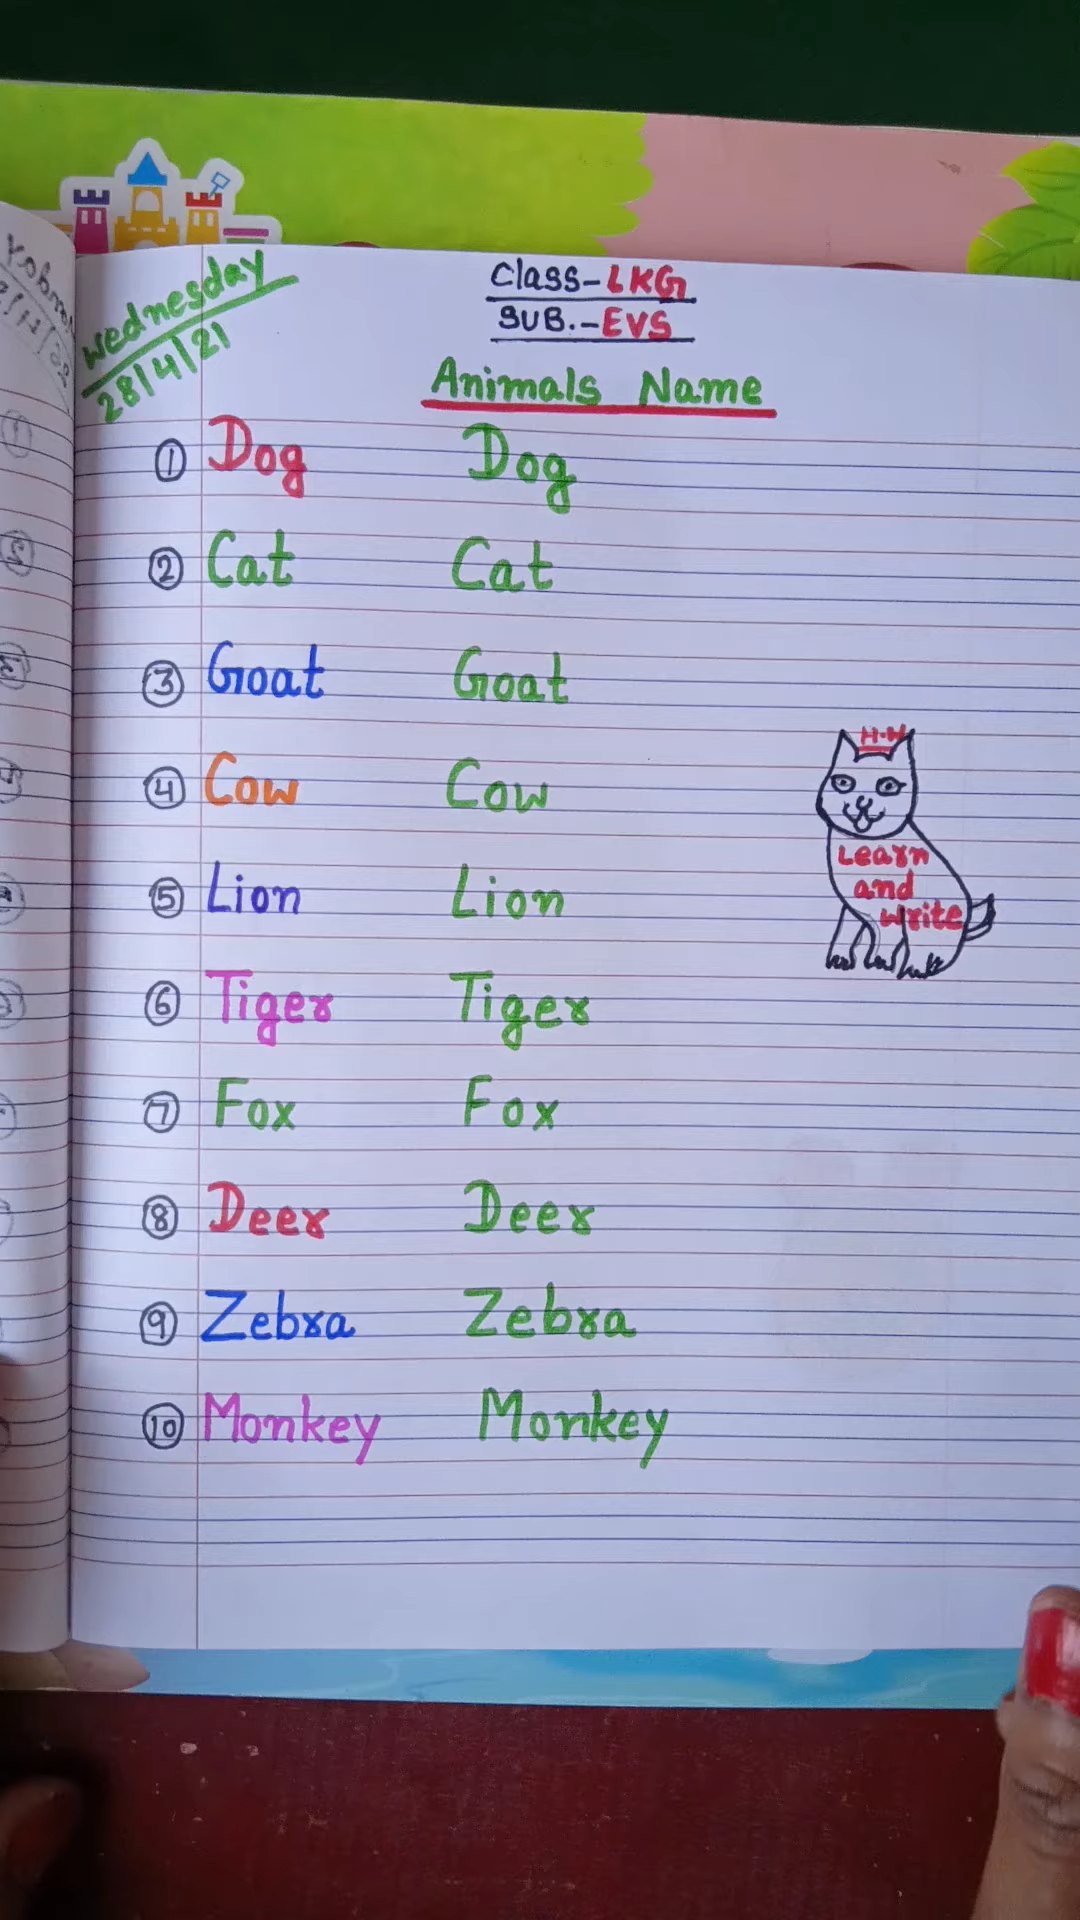 Wednesday
28/4/21
Class-LKG
SUB.-EVS
Animals Name
1 Dog Dog
2 Cat Cat
3 Goat Goat
4 Cow Cow
5 Lion Lion
6 Tiger Tiger
7 Fox Fox
8 Deer Deer
9 Zebra Zebra
10 Monkey Monkey
H.W
Learn
and
write